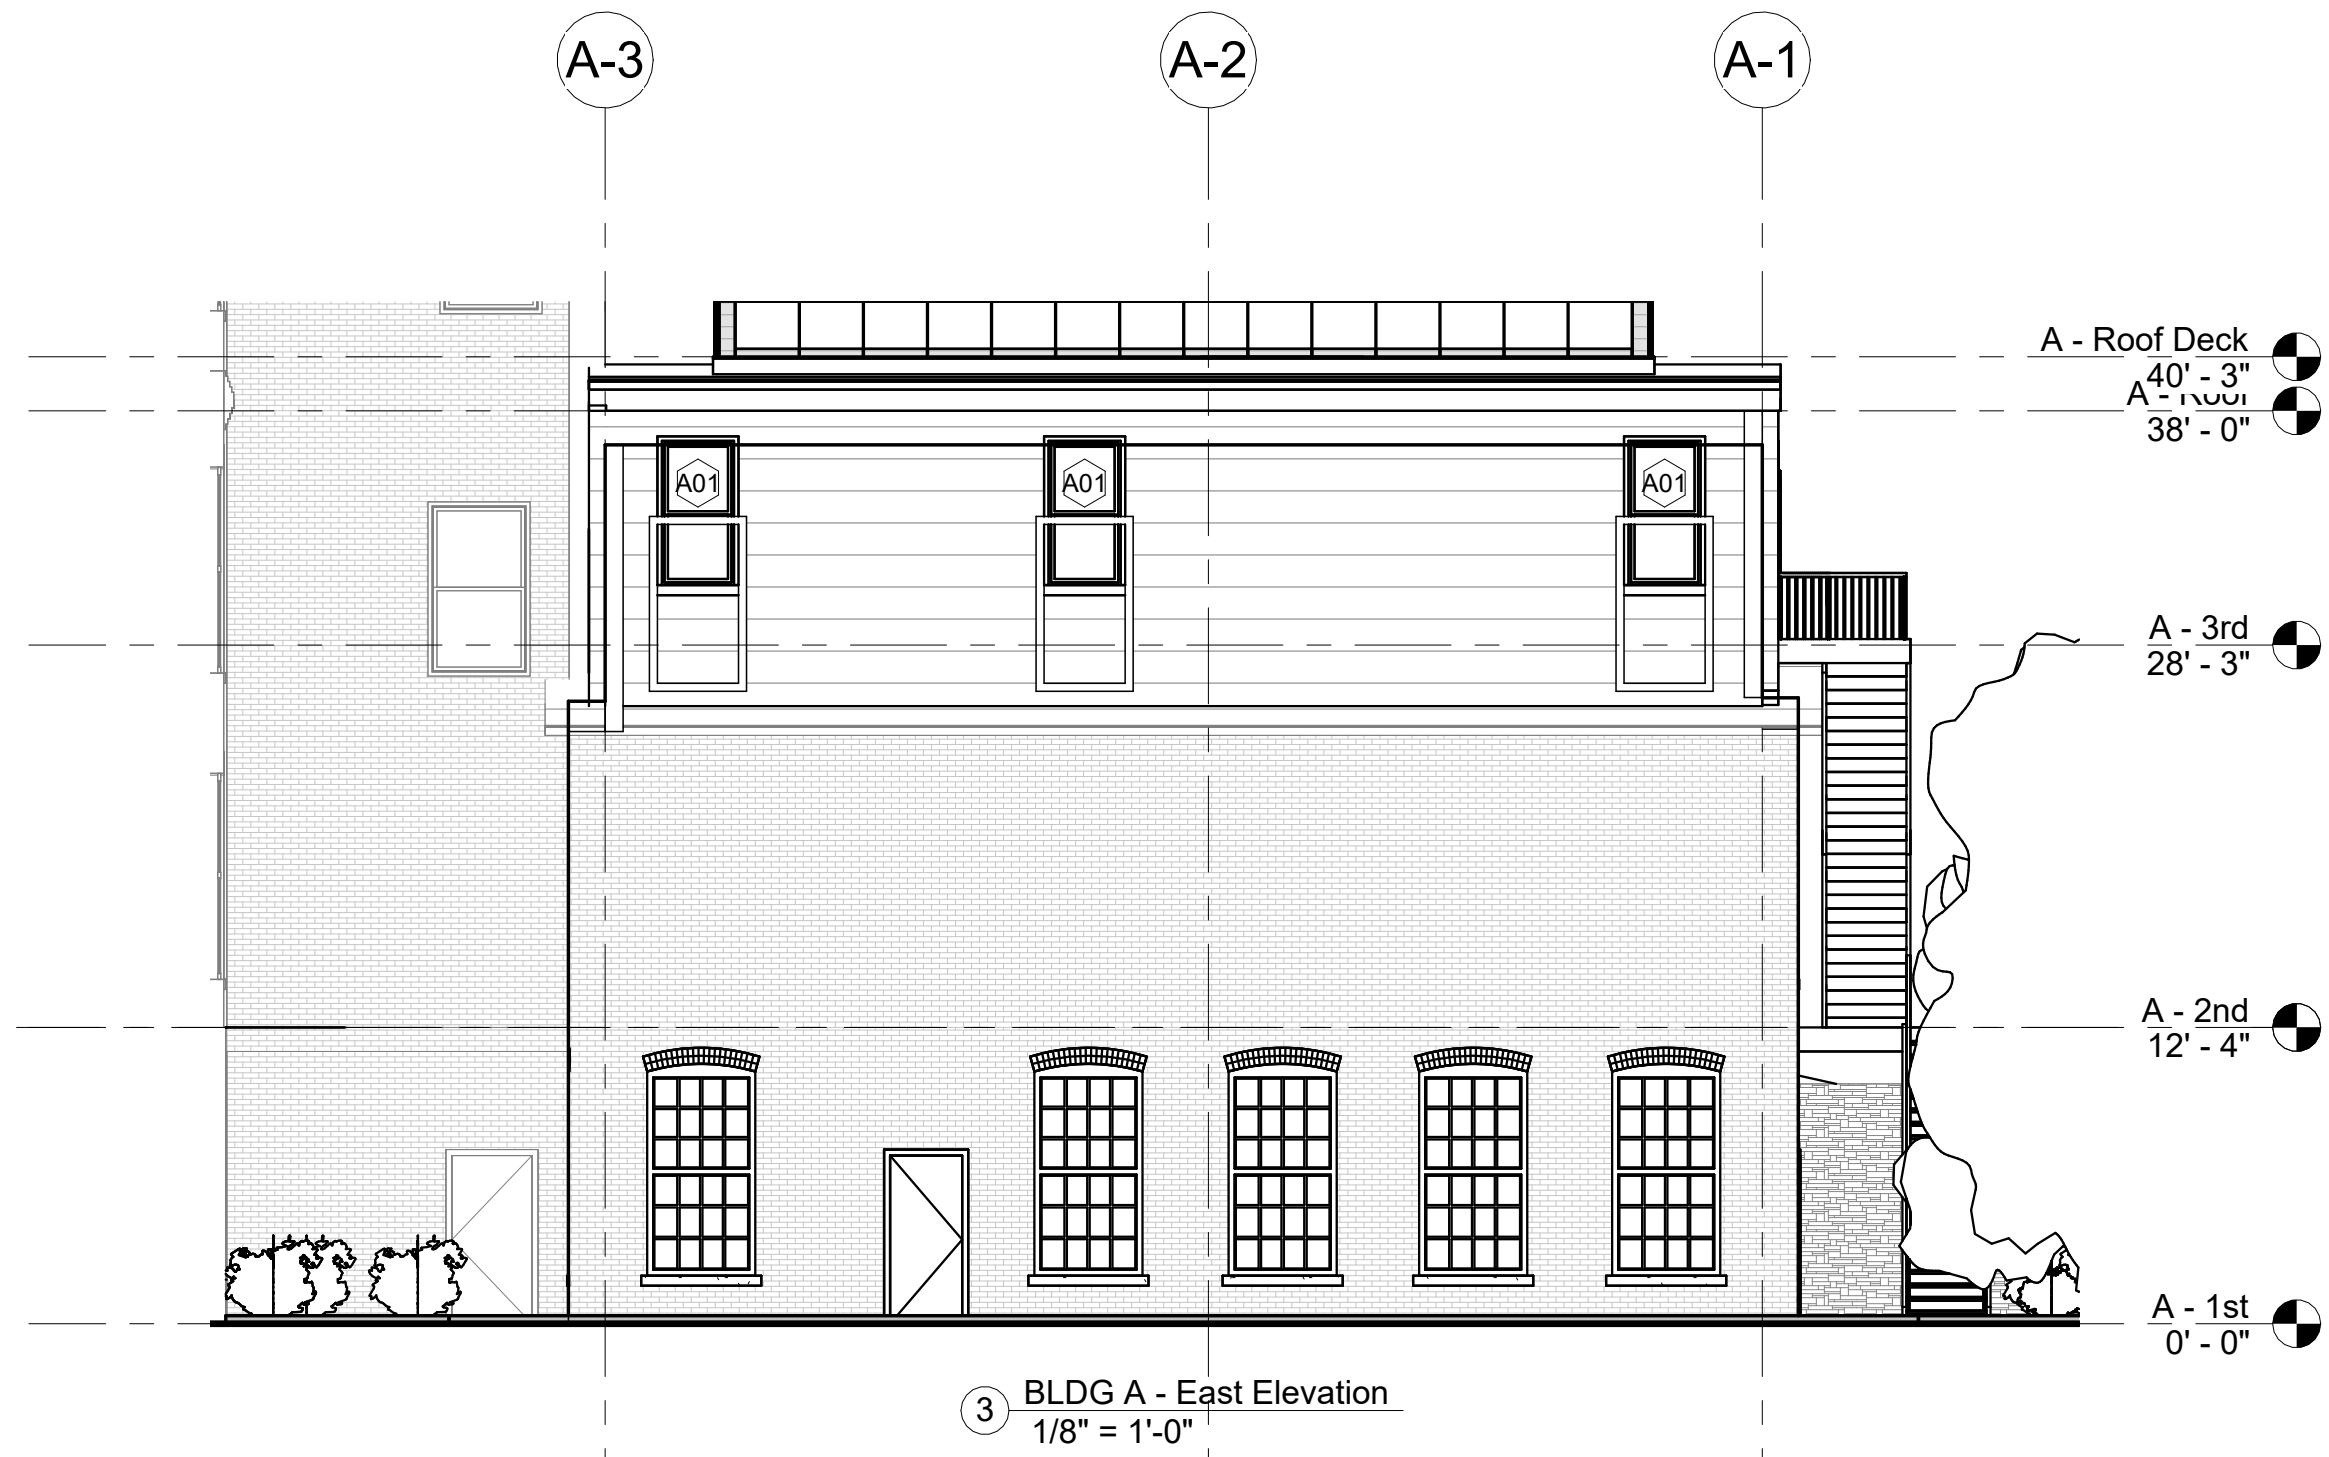 A-3 A-2 A-1
A - Roof Deck
40' - 3"
A - Roof
38' - 0"
A01 A01 A01
A - 3rd
28' - 3"
A - 2nd
12' - 4"
A - 1st
0' - 0"
3 BLDG A - East Elevation
1/8" = 1'-0"